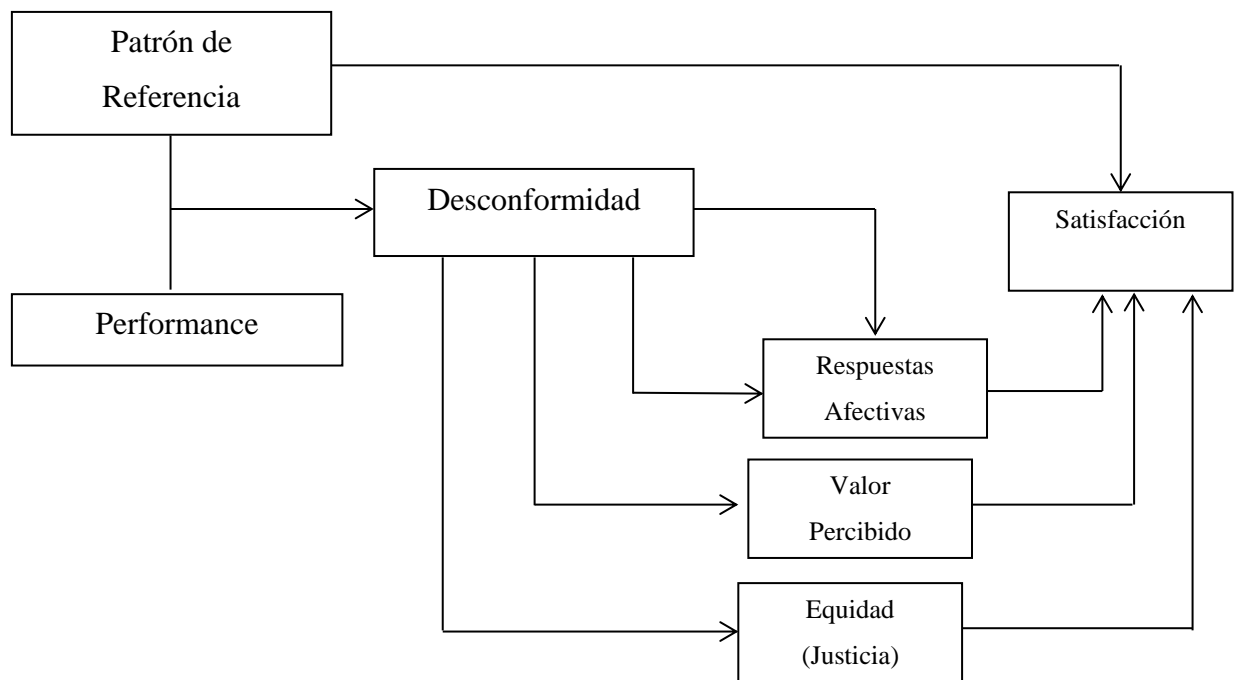 Patrón de
Referencia
Desconformidad
Satisfacción
Performance
Respuestas
Afectivas
Valor
Percibido
Equidad
(Justicia)